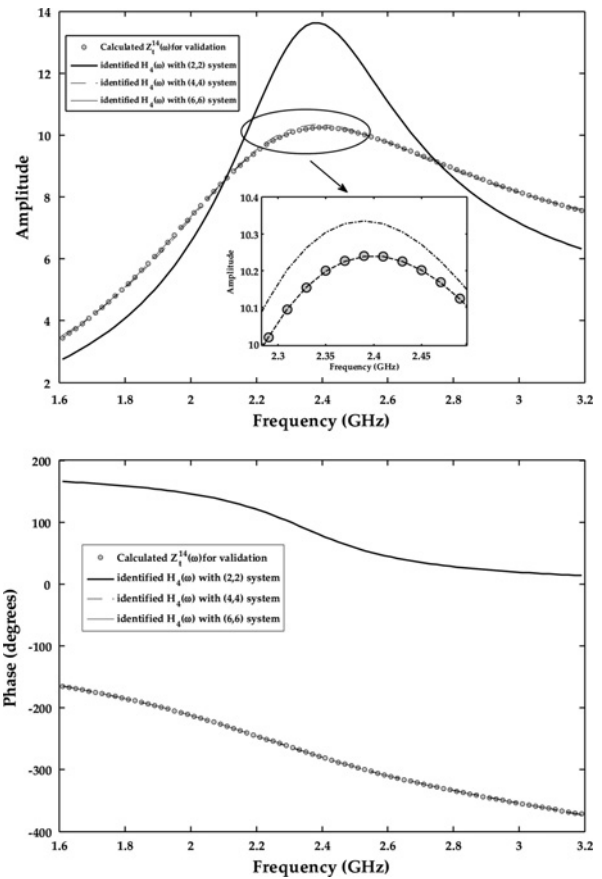 14
12
10
8
6
4
2
Amplitude
Calculated Z_t^14(ω) for validation
identified H_4(ω) with (2,2) system
identified H_4(ω) with (4,4) system
identified H_4(ω) with (6,6) system
10.4
10.3
10.2
10.1
10
Amplitude
2.3 2.35 2.4 2.45
Frequency (GHz)
1.6 1.8 2 2.2 2.4 2.6 2.8 3 3.2
Frequency (GHz)
200
100
0
-100
-200
-300
-400
Phase (degrees)
Calculated Z_t^14(ω) for validation
identified H_4(ω) with (2,2) system
identified H_4(ω) with (4,4) system
identified H_4(ω) with (6,6) system
1.6 1.8 2 2.2 2.4 2.6 2.8 3 3.2
Frequency (GHz)